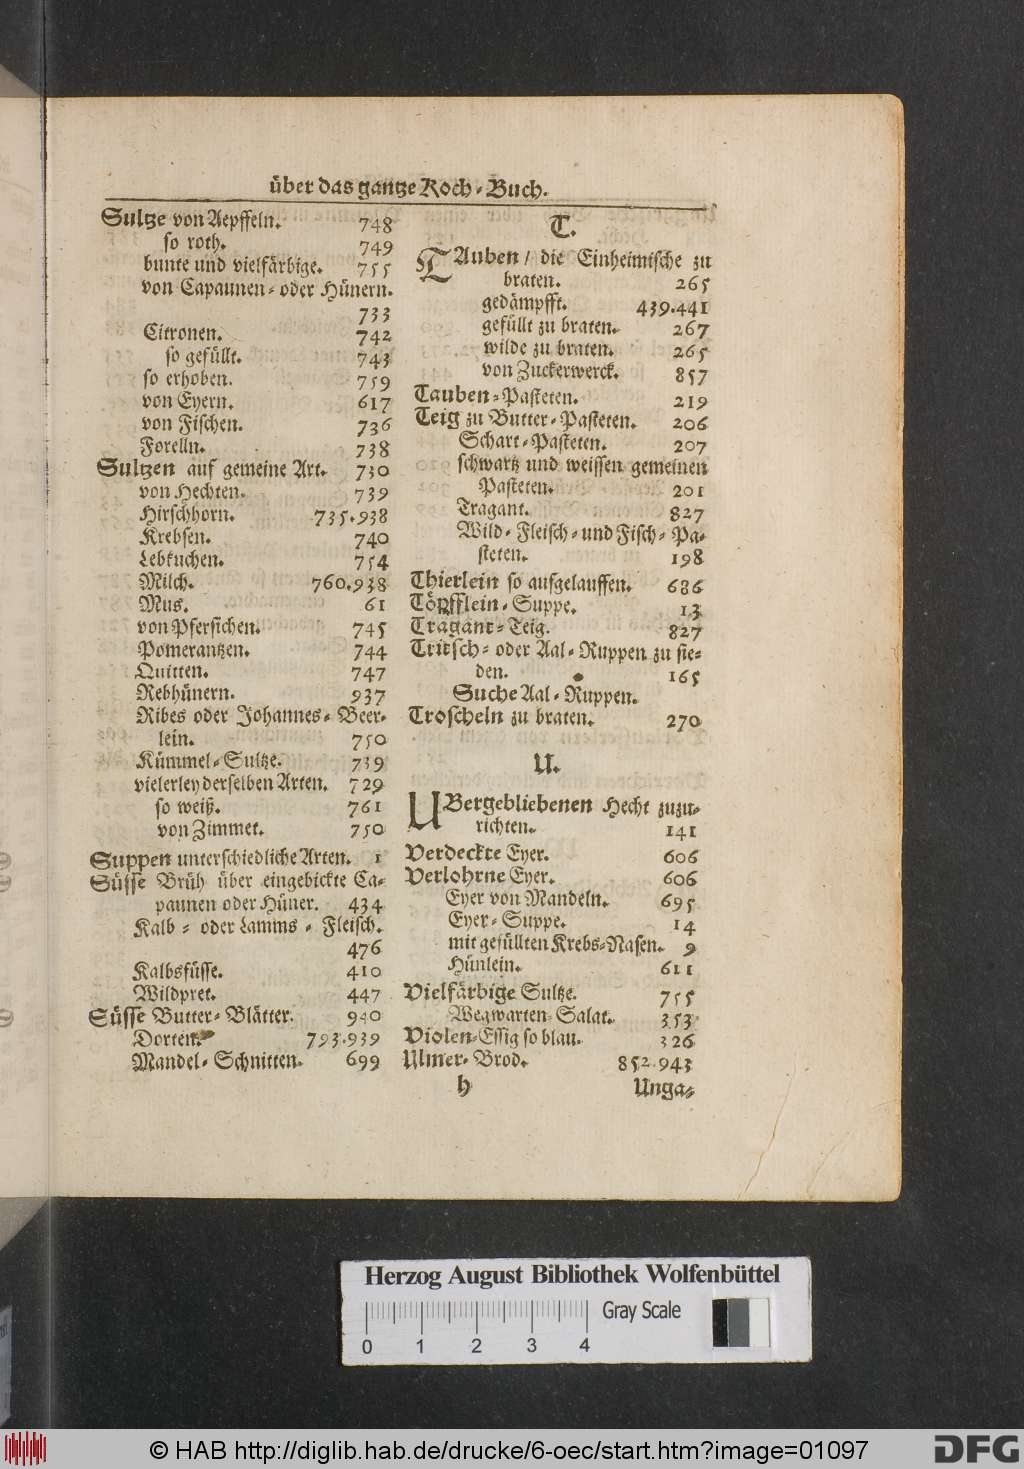 über das gantze Koch-Buch.
Sultze von Aepffeln. 748
so roth. 749
bunte und vielfärbige. 755
von Capaunen- oder Hünern.
733
Citronen. 742
so gefüllt. 743
so erhoben. 759
von Eyern. 617
von Fischen. 736
Forelln. 738
Sultzen auf gemeine Art. 730
von Hechten. 739
Hirschhorn. 735.938
Krebsen. 740
Lebkuchen. 754
Milch. 760.938
Mus. 61
von Pfersichen. 745
Pomerantzen. 744
Quitten. 747
Rebhünern. 937
Ribes oder Johannes-Beer-
lein. 750
Kümmel-Sultze. 739
vielerley derselben Arten. 729
so weiß. 761
von Zimmet. 750
Suppen unterschiedliche Arten. 1
Süsse Brüh über eingebickte Ca-
paunen oder Hüner. 434
Kalb- oder Lamms-Fleisch.
476
Kalbsfüsse. 410
Wildpret. 447
Süsse Butter-Blätter. 940
Dorten. 793.939
Mandel-Schnitten. 699
T.
TAuben / die Einheimische zu
braten. 265
gedämpfft. 439.441
gefüllt zu braten. 267
wilde zu braten. 265
von Zuckerwerck. 857
Tauben-Pasteten. 219
Teig zu Butter-Pasteten. 206
Schart-Pasteten. 207
schwartz und weissen gemeinen
Pasteten. 201
Tragant. 827
Wild-Fleisch- und Fisch-Pa-
steten. 198
Thierlein so ausgelauffen. 686
Töpfflein-Suppe. 13
Tragant-Teig. 827
Tritsch- oder Aal-Ruppen zu sie-
den. 165
Suche Aal-Ruppen.
Troscheln zu braten. 270
U.
UBergebliebenen Hecht zuzu-
richten. 141
Verdeckte Eyer. 606
Verlohrne Eyer. 606
Eyer von Mandeln. 695
Eyer-Suppe. 14
mit gefüllten Krebs-Nasen. 9
Hünlein. 611
Vielfärbige Sultze. 755
Wegwarten-Salat. 353
Violen-Essig so blau. 326
Ulmer-Brod. 852.943
h Unga-
Herzog August Bibliothek Wolfenbüttel
Gray Scale
0 1 2 3 4
© HAB http://diglib.hab.de/drucke/6-oec/start.htm?image=01097
DFG